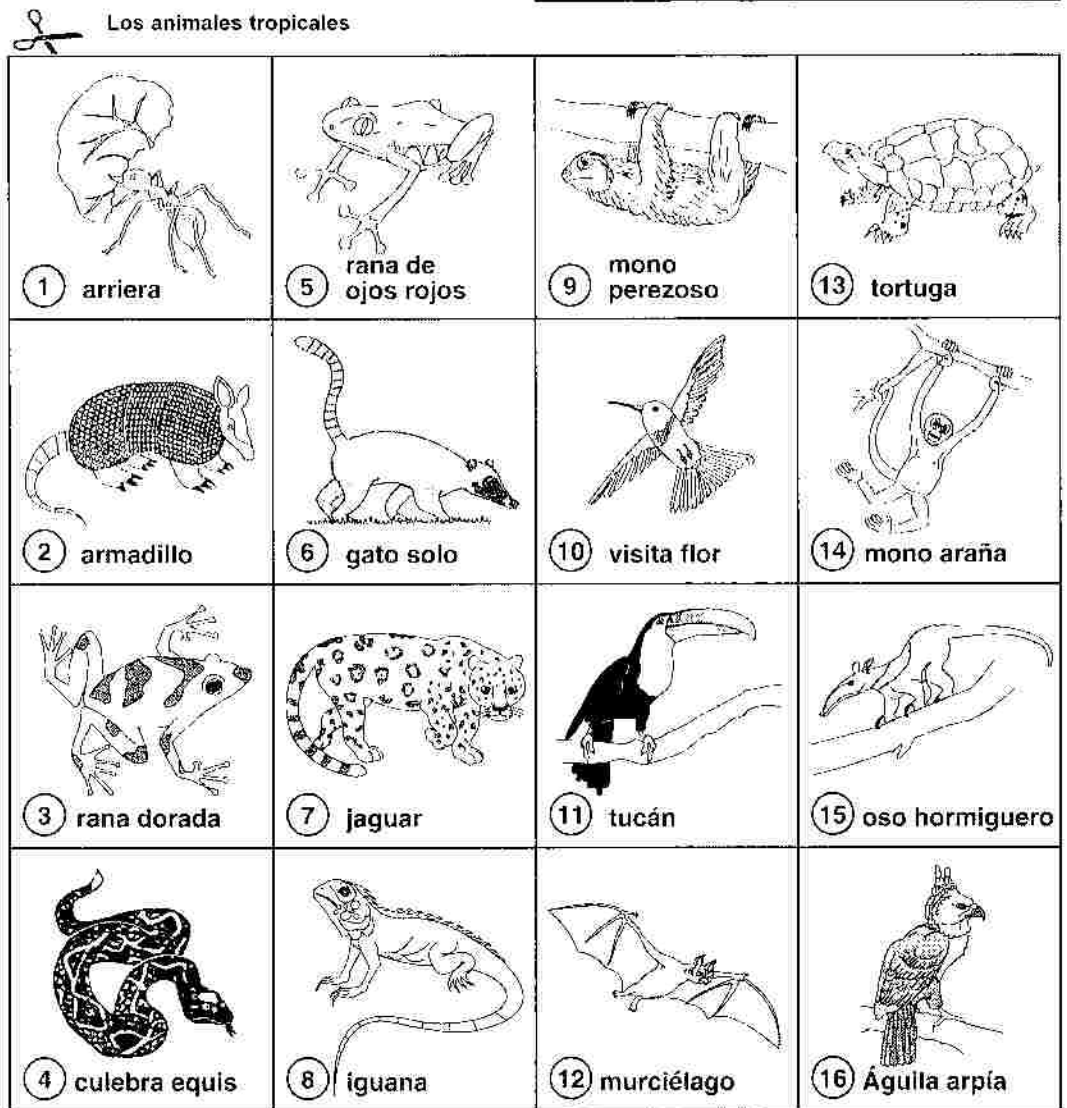 Los animales tropicales
1 arriera
5 rana de
ojos rojos
9 mono
perezoso
13 tortuga
2 armadillo
6 gato solo
10 visita flor
14 mono araña
3 rana dorada
7 jaguar
11 tucán
15 oso hormiguero
4 culebra equis
8 iguana
12 murciélago
16 Águila arpía